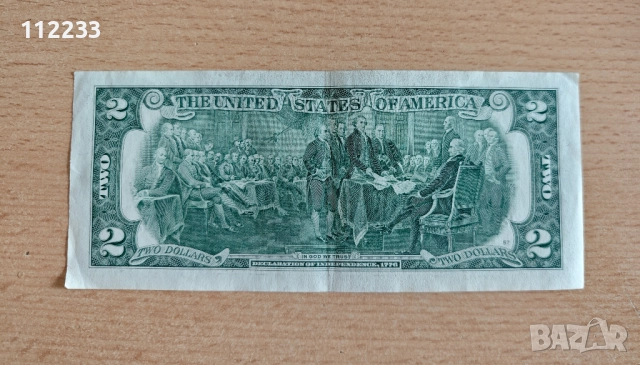 112233
2 THE UNITED STATES OF AMERICA 2
TWO TWO
2 TWO DOLLARS IN GOD WE TRUST TWO DOLLARS 2
DECLARATION OF INDEPENDENCE, 1776
BAZAR